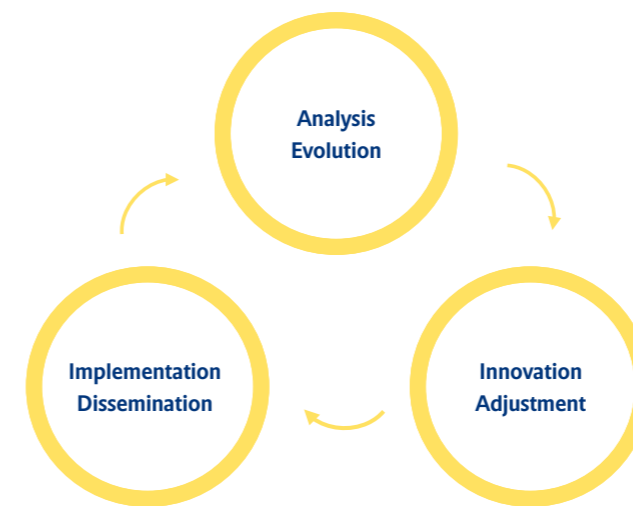 Analysis
Evolution
Innovation
Adjustment
Implementation
Dissemination